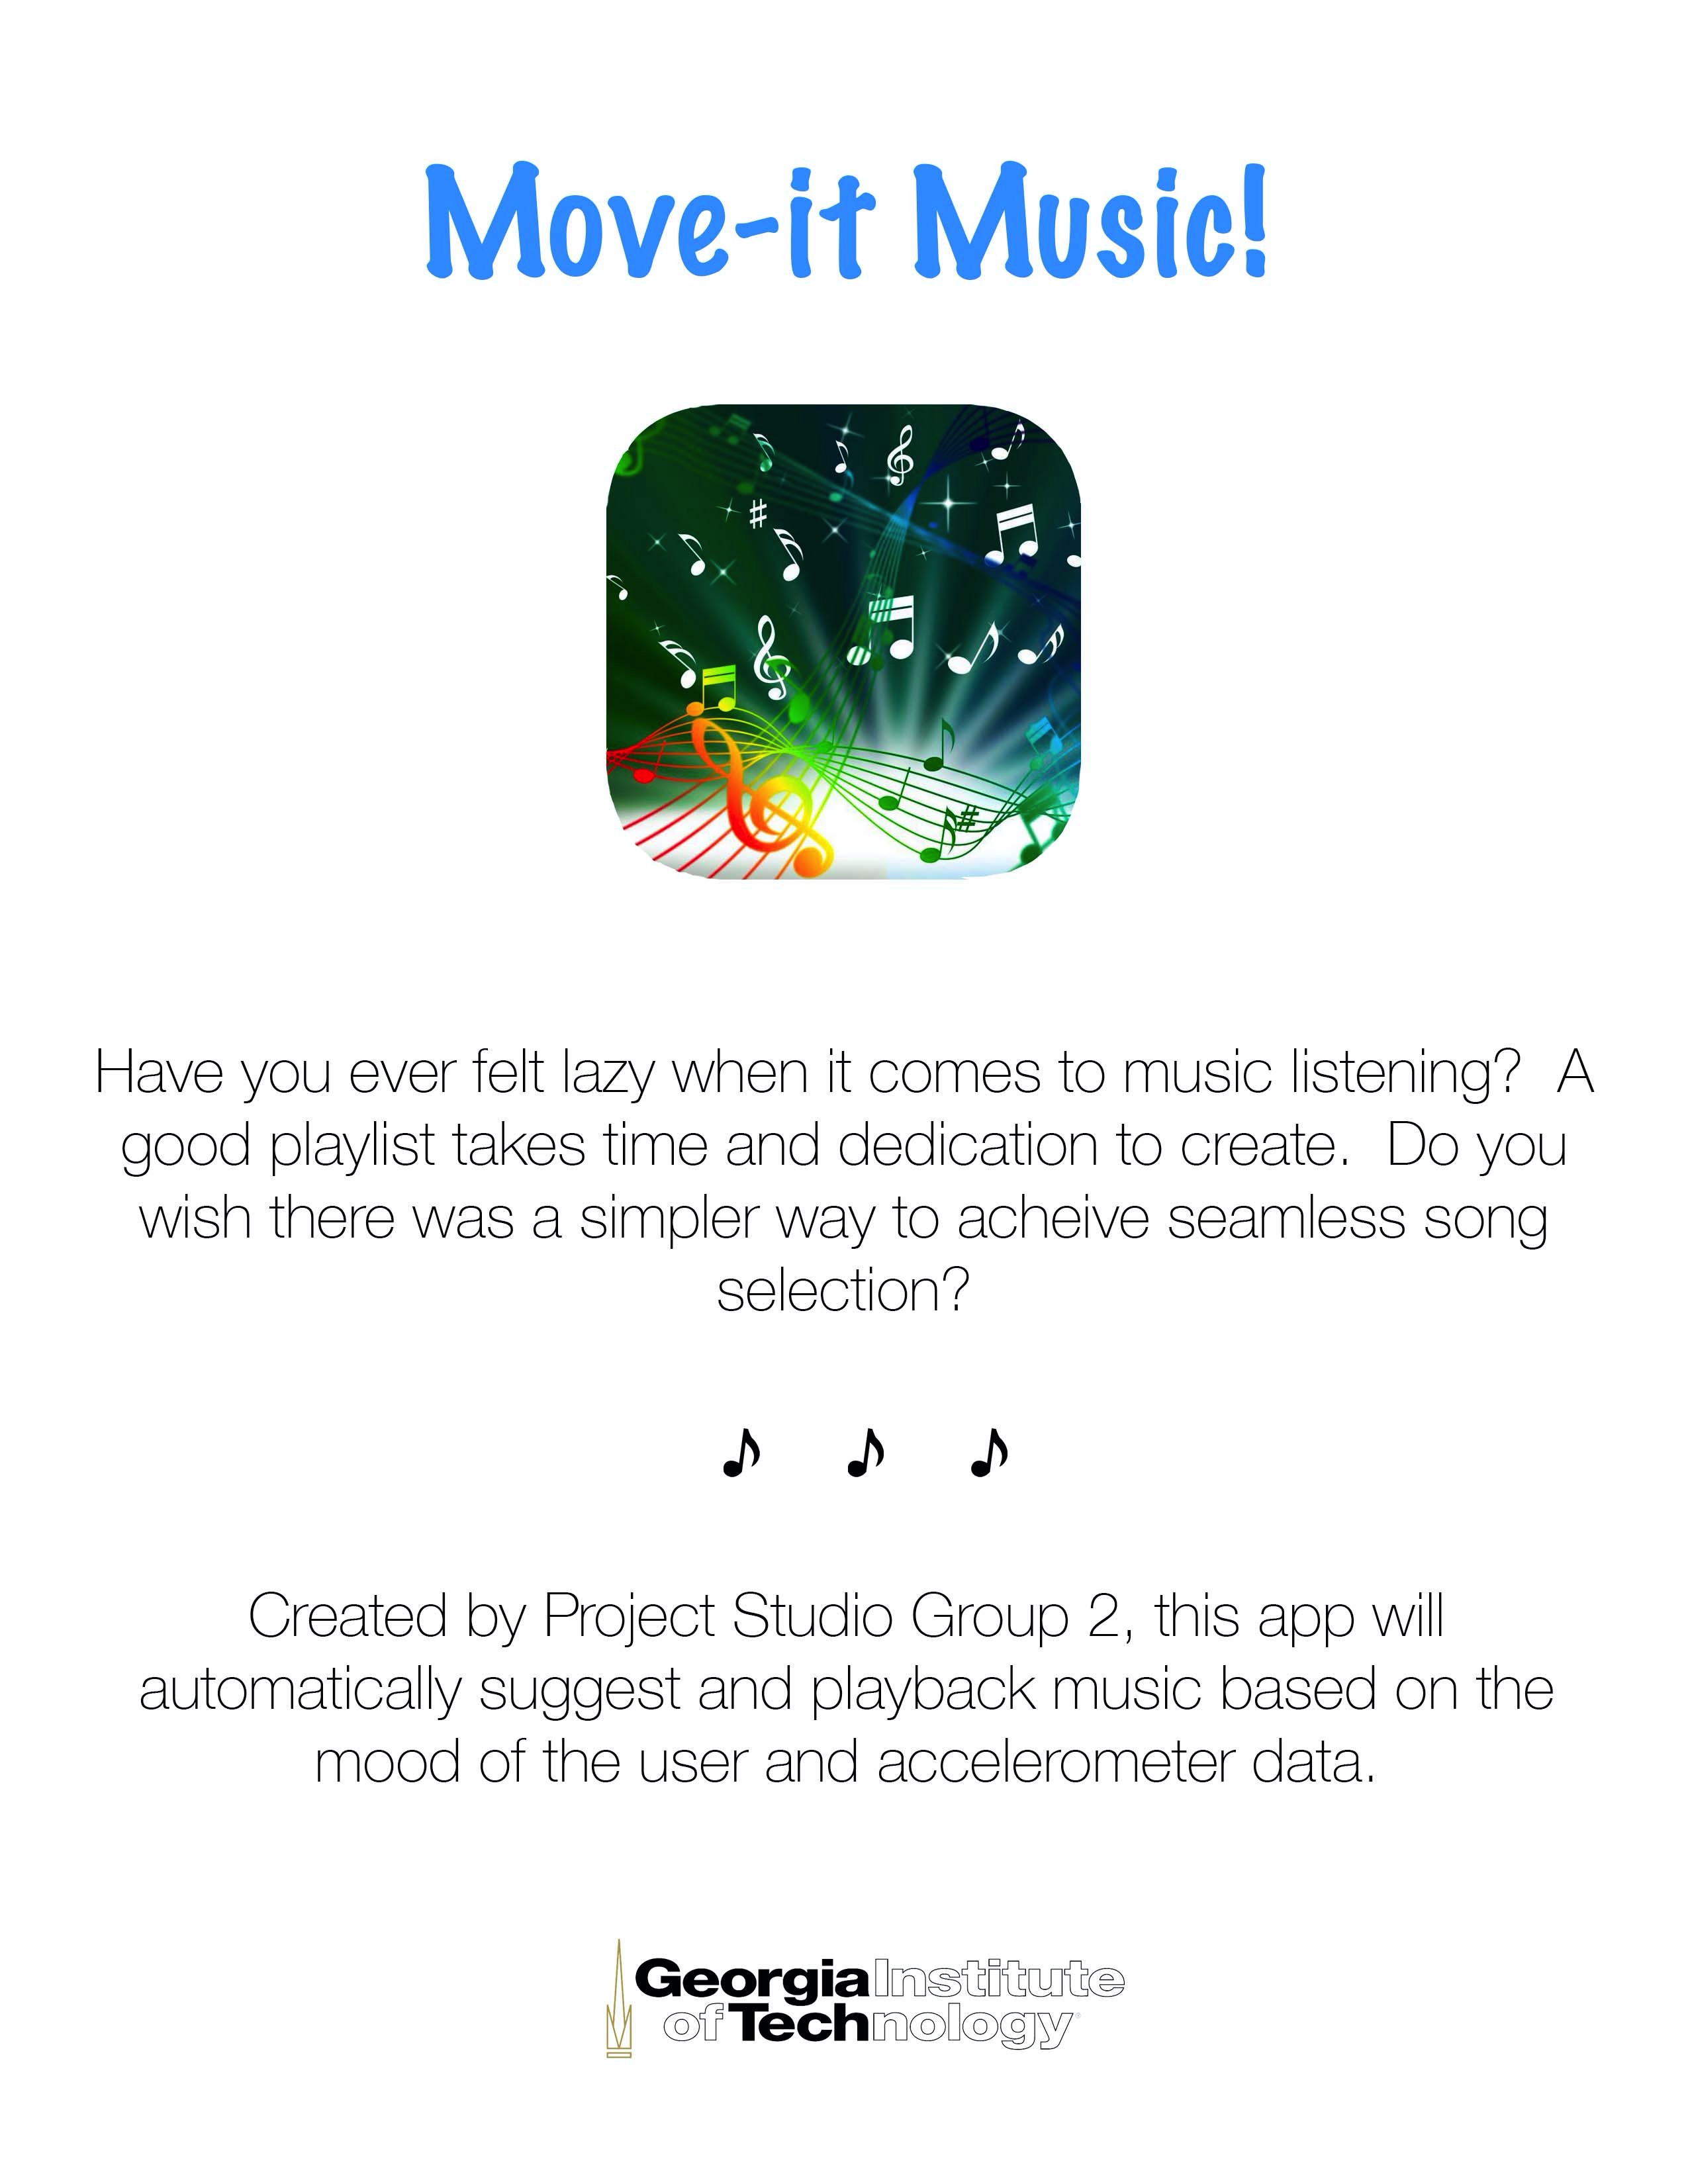 Move-it Music!
Have you ever felt lazy when it comes to music listening?  A
good playlist takes time and dedication to create.  Do you
wish there was a simpler way to acheive seamless song
selection?
♪ ♪ ♪
Created by Project Studio Group 2, this app will
automatically suggest and playback music based on the
mood of the user and accelerometer data.
Georgia Institute
of Technology